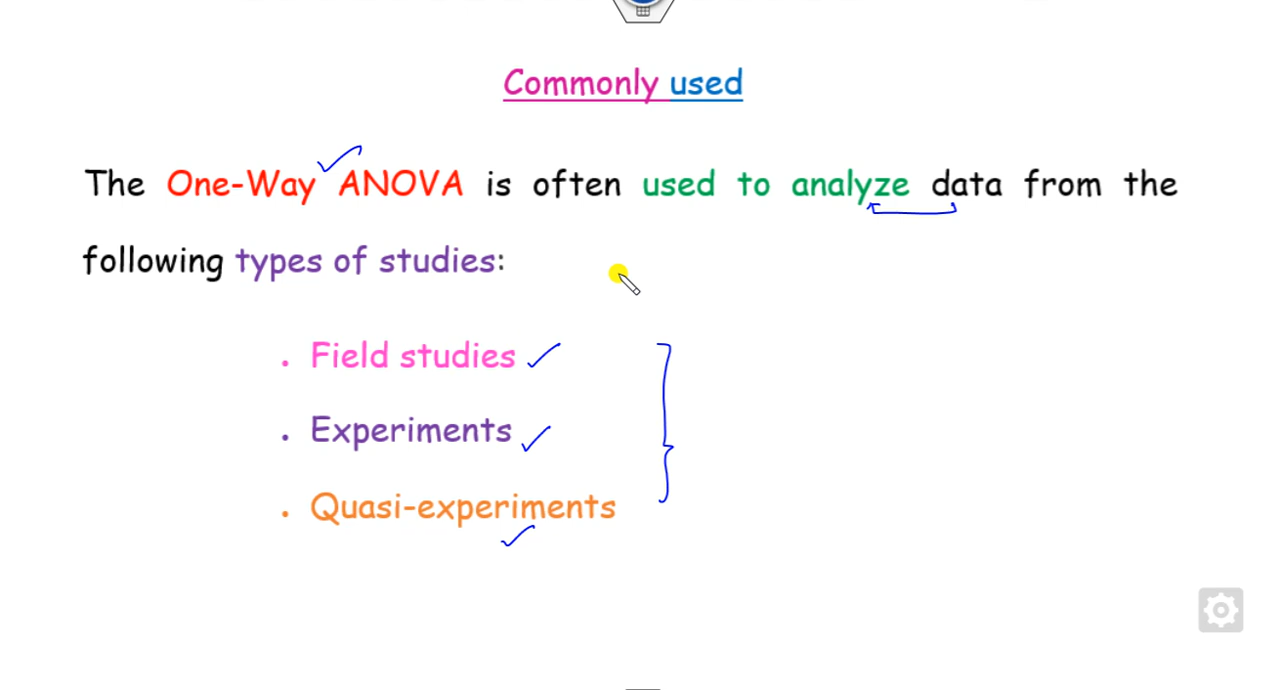 Commonly used
The One-Way ANOVA is often used to analyze data from the
following types of studies:
. Field studies
. Experiments
. Quasi-experiments